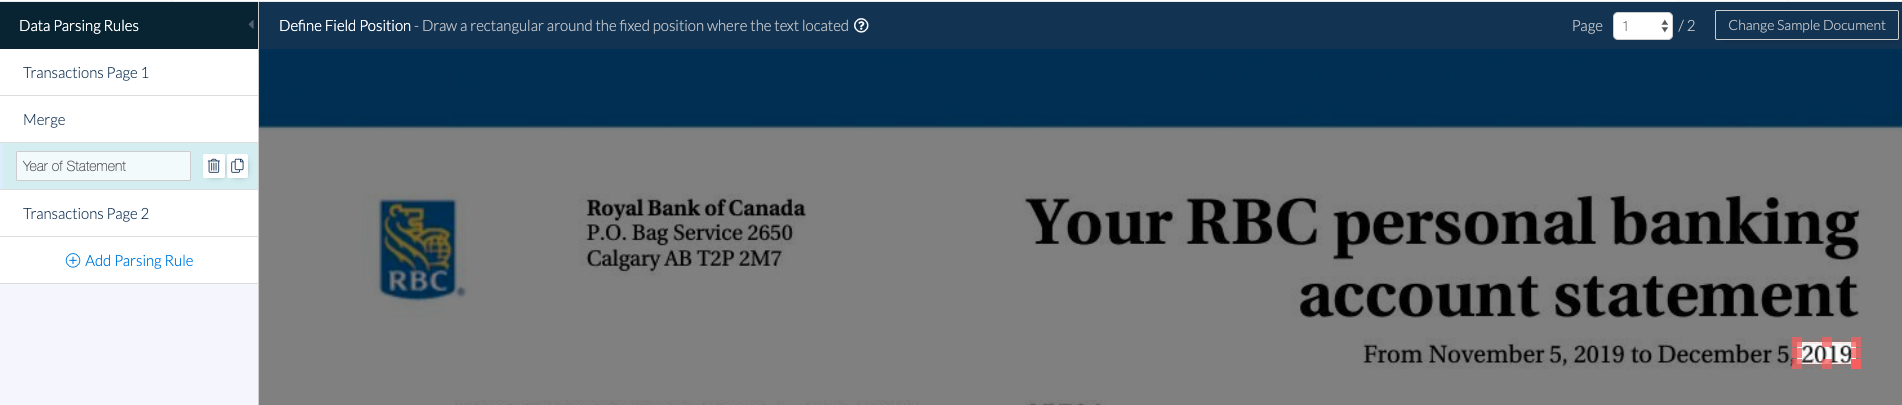 Data Parsing Rules
Define Field Position - Draw a rectangular around the fixed position where the text located
Page 1 / 2
Change Sample Document
Transactions Page 1
Merge
Year of Statement
Transactions Page 2
Add Parsing Rule
RBC
Royal Bank of Canada
P.O. Bag Service 2650
Calgary AB T2P 2M7
Your RBC personal banking
account statement
From November 5, 2019 to December 5, 2019